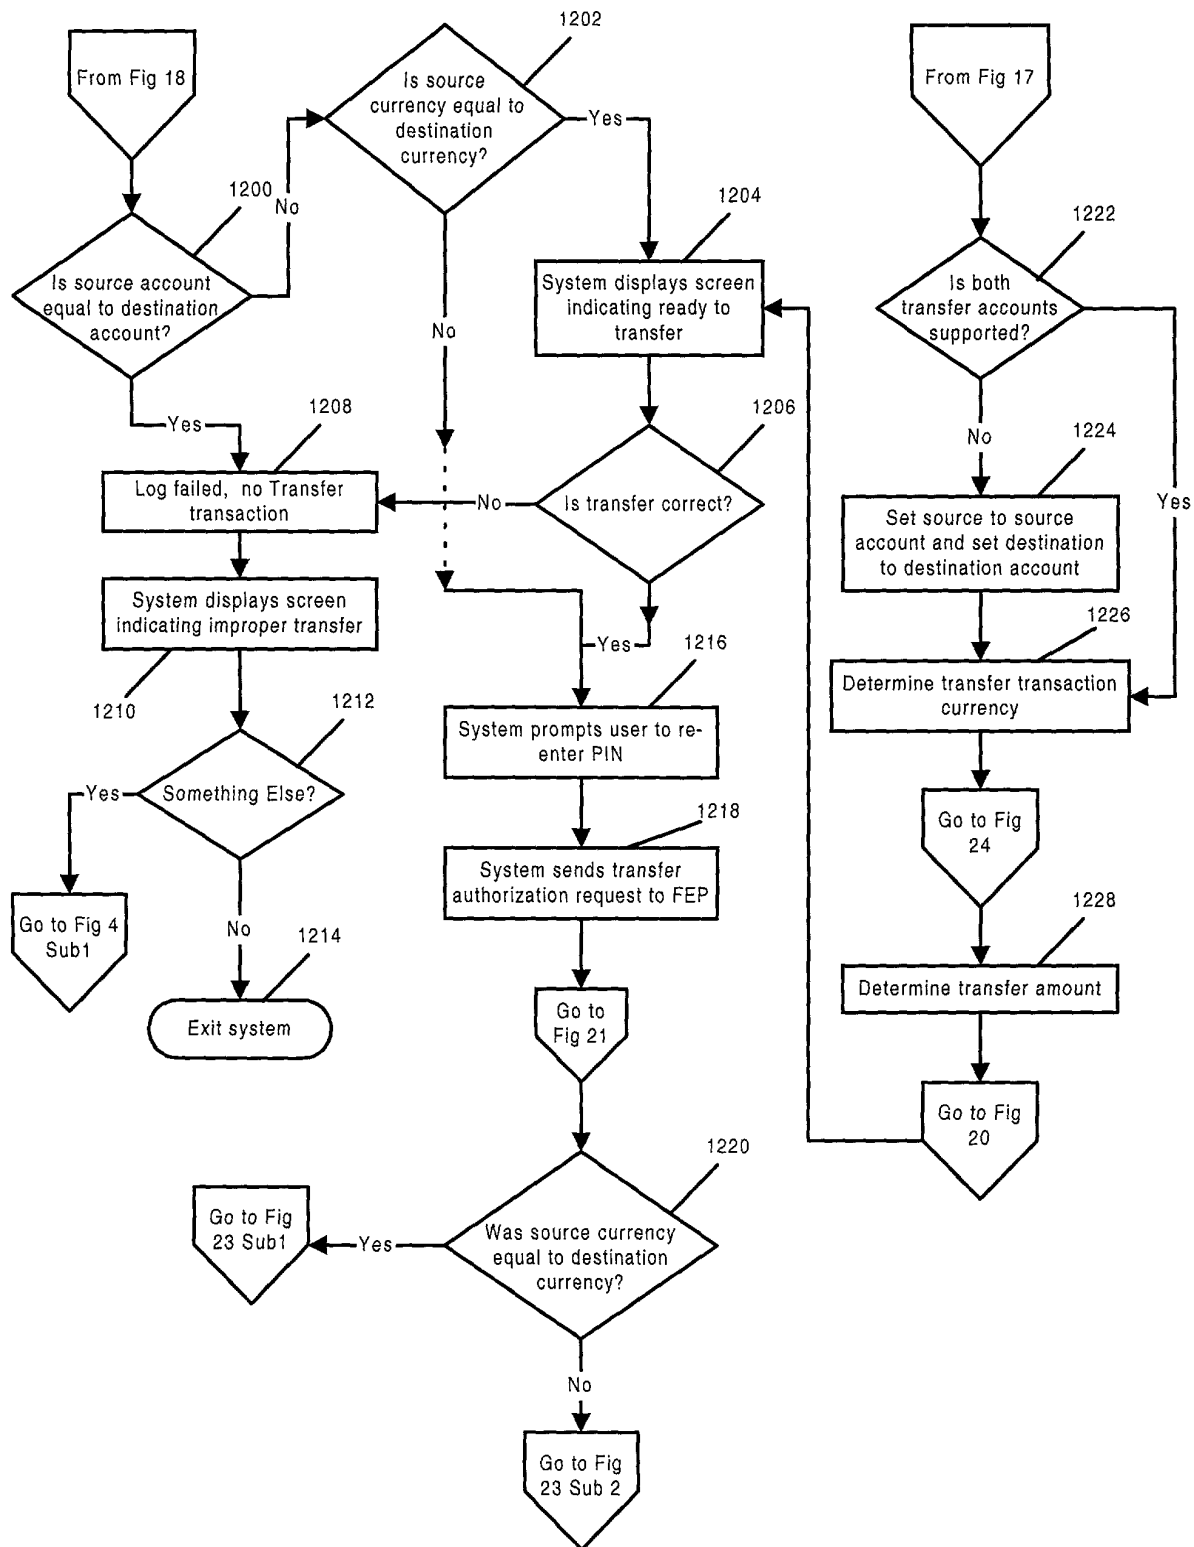 From Fig 18
1200
No
Is source account
equal to destination
account?
Yes
1202
Is source
currency equal to
destination
currency?
Yes
No
1204
System displays screen
indicating ready to
transfer
1206
Is transfer correct?
No
Yes
1208
Log failed, no Transfer
transaction
System displays screen
indicating improper transfer
1210
1212
Something Else?
Yes
Go to Fig 4
Sub1
No
1214
Exit system
1216
System prompts user to re-
enter PIN
1218
System sends transfer
authorization request to FEP
Go to
Fig 21
1220
Was source currency
equal to destination
currency?
Yes
Go to Fig
23 Sub1
No
Go to Fig
23 Sub 2
From Fig 17
1222
Is both
transfer accounts
supported?
No
Yes
1224
Set source to source
account and set destination
to destination account
1226
Determine transfer transaction
currency
Go to Fig
24
1228
Determine transfer amount
Go to Fig
20